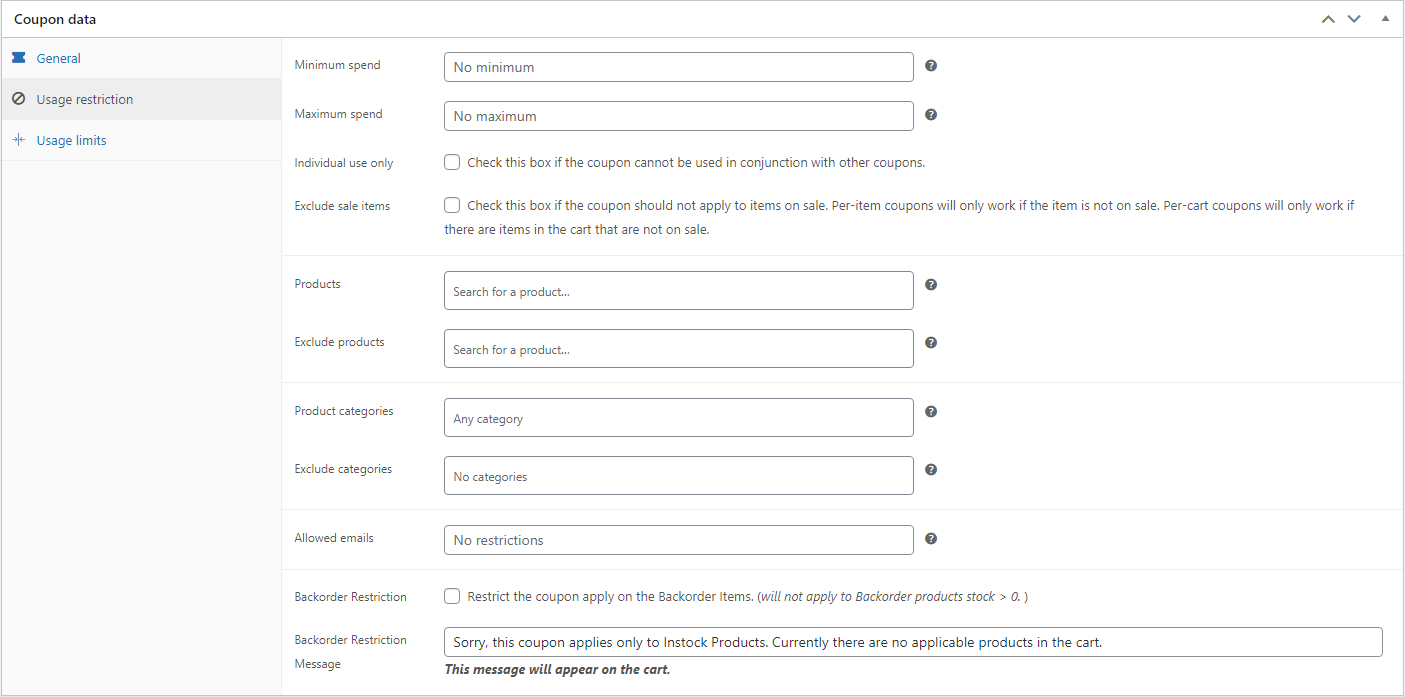 Coupon data
General
Usage restriction
Usage limits
Minimum spend
No minimum
Maximum spend
No maximum
Individual use only
Check this box if the coupon cannot be used in conjunction with other coupons.
Exclude sale items
Check this box if the coupon should not apply to items on sale. Per-item coupons will only work if the item is not on sale. Per-cart coupons will only work if
there are items in the cart that are not on sale.
Products
Search for a product...
Exclude products
Search for a product...
Product categories
Any category
Exclude categories
No categories
Allowed emails
No restrictions
Backorder Restriction
Restrict the coupon apply on the Backorder Items. (will not apply to Backorder products stock > 0. )
Backorder Restriction
Message
Sorry, this coupon applies only to Instock Products. Currently there are no applicable products in the cart.
This message will appear on the cart.